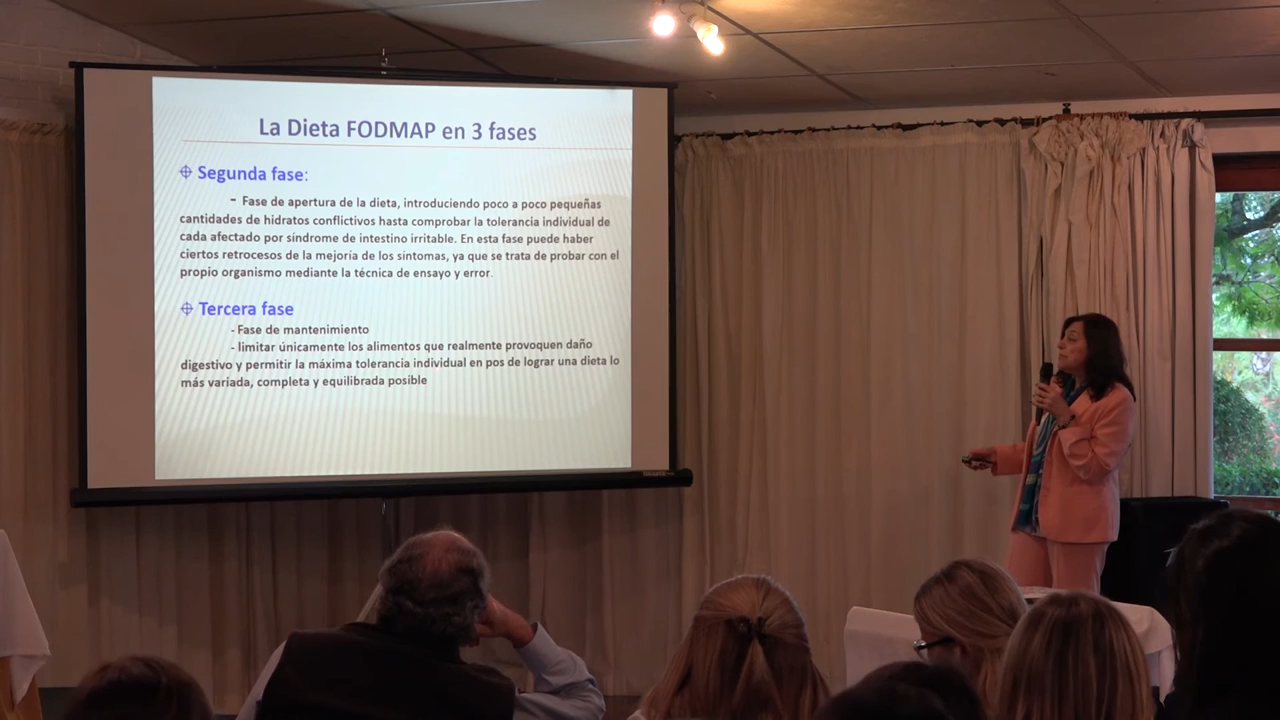 La Dieta FODMAP en 3 fases
Segunda fase:
- Fase de apertura de la dieta, introduciendo poco a poco pequeñas
cantidades de hidratos conflictivos hasta comprobar la tolerancia individual de
cada afectado por síndrome de intestino irritable. En esta fase puede haber
ciertos retrocesos de la mejoría de los síntomas, ya que se trata de probar con el
propio organismo mediante la técnica de ensayo y error.
Tercera fase
- Fase de mantenimiento
- limitar únicamente los alimentos que realmente provoquen daño
digestivo y permitir la máxima tolerancia individual en pos de lograr una dieta lo
más variada, completa y equilibrada posible